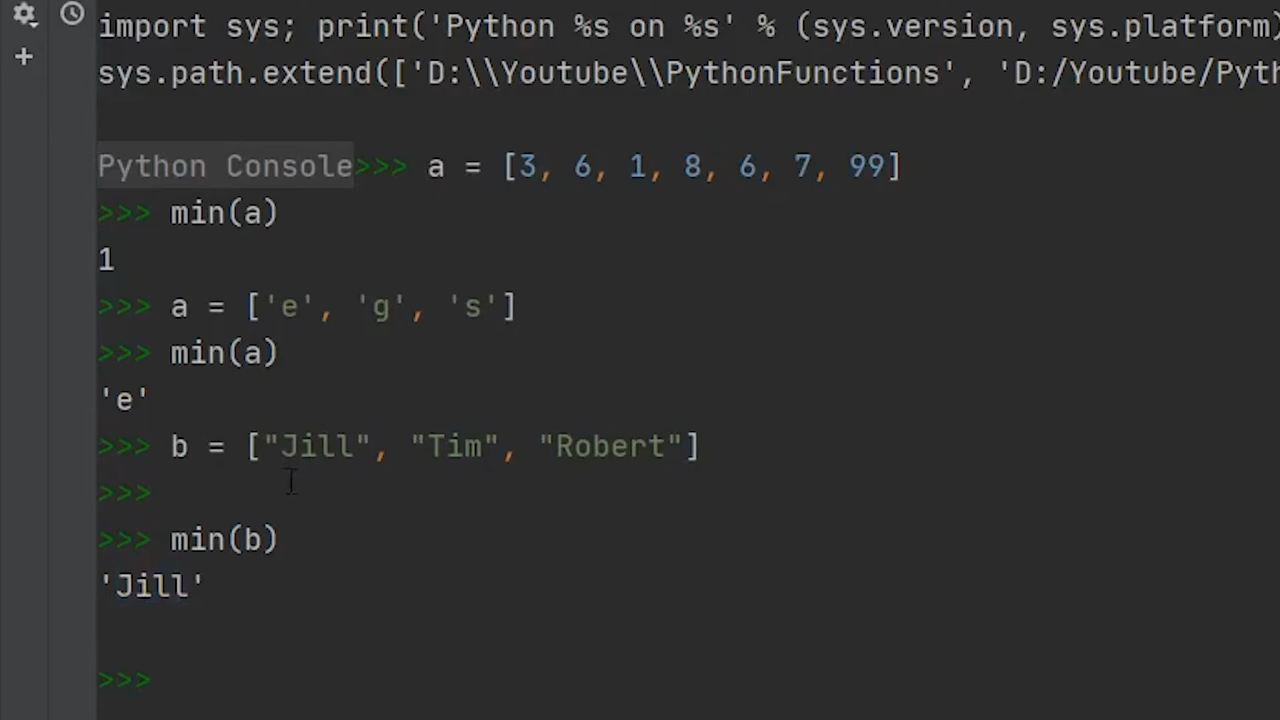 import sys; print('Python %s on %s' % (sys.version, sys.platform)
sys.path.extend(['D:\\Youtube\\PythonFunctions', 'D:/Youtube/Pyth
Python Console>>> a = [3, 6, 1, 8, 6, 7, 99]
>>> min(a)
1
>>> a = ['e', 'g', 's']
>>> min(a)
'e'
>>> b = ["Jill", "Tim", "Robert"]
>>>
>>> min(b)
'Jill'
>>>